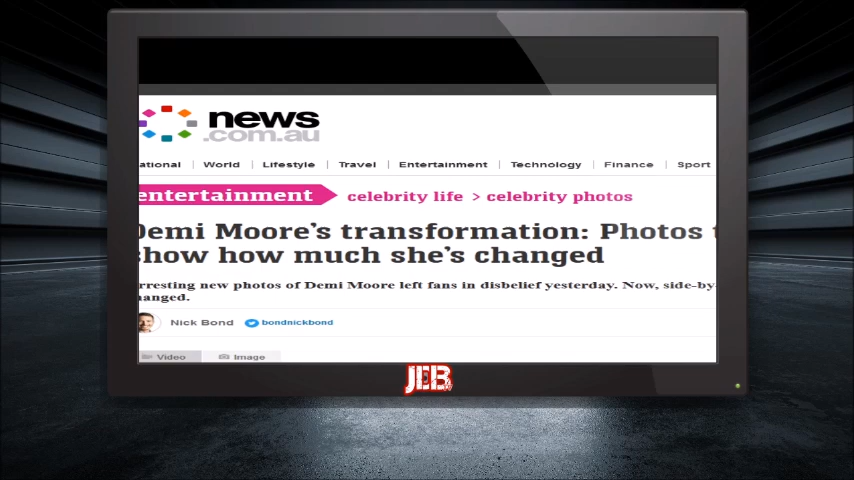 news
.com.au
ational | World | Lifestyle | Travel | Entertainment | Technology | Finance | Sport
entertainment celebrity life > celebrity photos
Demi Moore's transformation: Photos t
show how much she's changed
rresting new photos of Demi Moore left fans in disbelief yesterday. Now, side-by-
hanged.
Nick Bond bondnickbond
Video Image
JEB